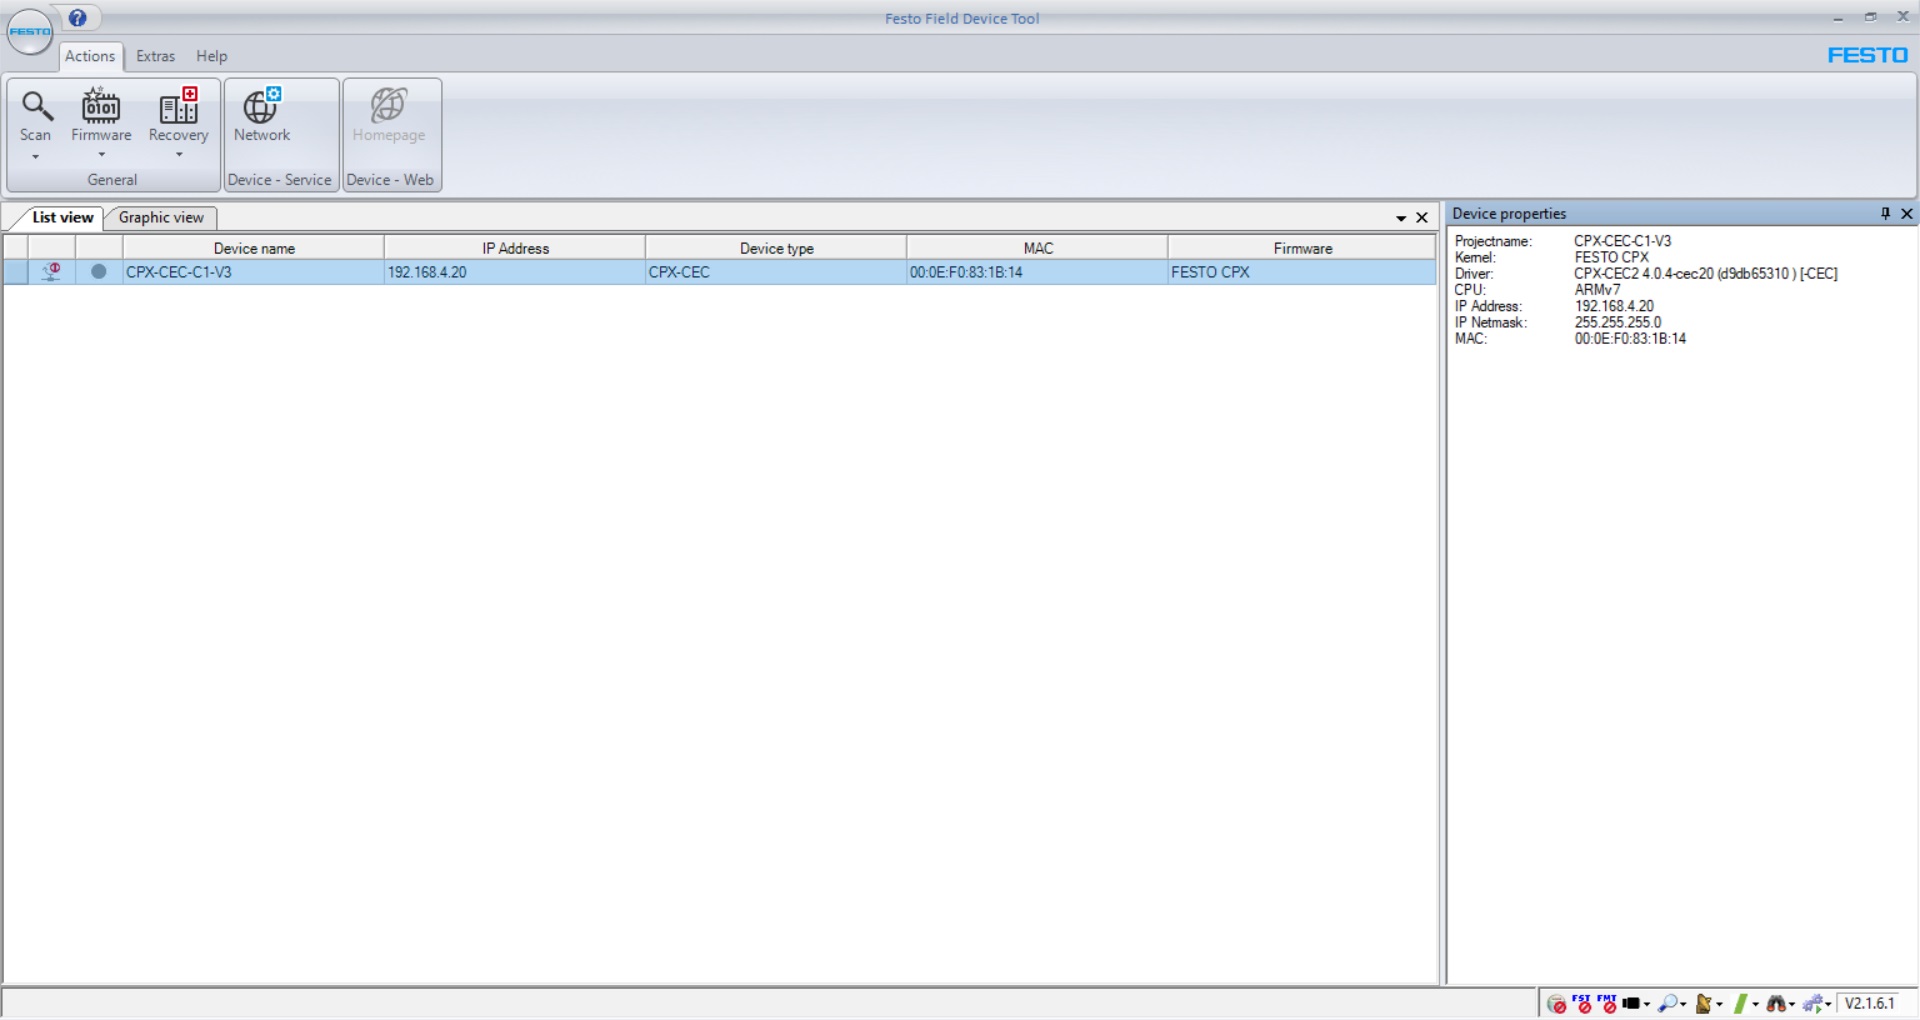 Festo Field Device Tool
FESTO
Actions Extras Help
FESTO
Scan Firmware Recovery Network Homepage
0101
General Device - Service Device - Web
List view Graphic view
Device name IP Address Device type MAC Firmware
CPX-CEC-C1-V3 192.168.4.20 CPX-CEC 00:0E:F0:83:1B:14 FESTO CPX
Device properties
Projectname: CPX-CEC-C1-V3
Kernel: FESTO CPX
Driver: CPX-CEC2 4.0.4-cec20 (d9db65310 ) [-CEC]
CPU: ARMv7
IP Address: 192.168.4.20
IP Netmask: 255.255.255.0
MAC: 00:0E:F0:83:1B:14
FST FMT V2.1.6.1